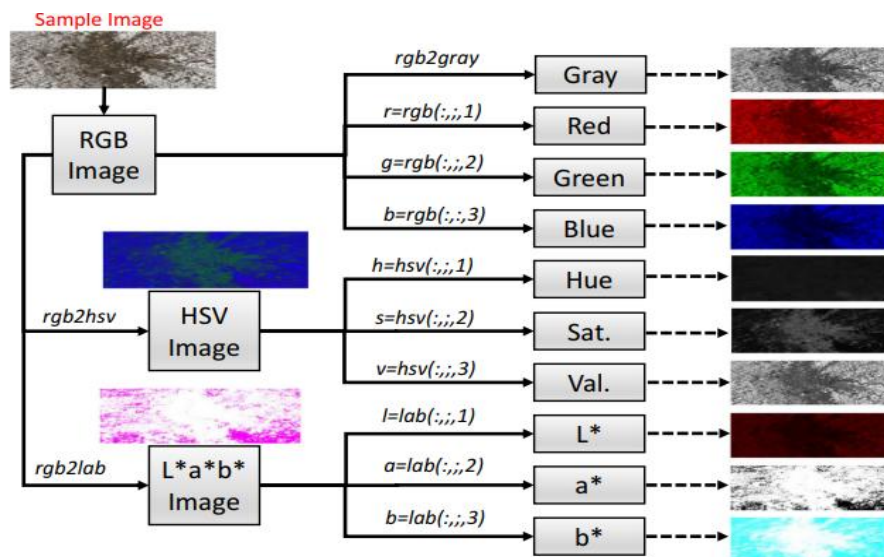 Sample Image
RGB
Image
rgb2gray
Gray
r=rgb(:,;,1)
Red
g=rgb(:,;,2)
Green
b=rgb(:,:,3)
Blue
rgb2hsv
HSV
Image
h=hsv(:,;,1)
Hue
s=hsv(:,;,2)
Sat.
v=hsv(:,;,3)
Val.
rgb2lab
L*a*b*
Image
l=lab(:,;,1)
L*
a=lab(:,;,2)
a*
b=lab(:,;,3)
b*